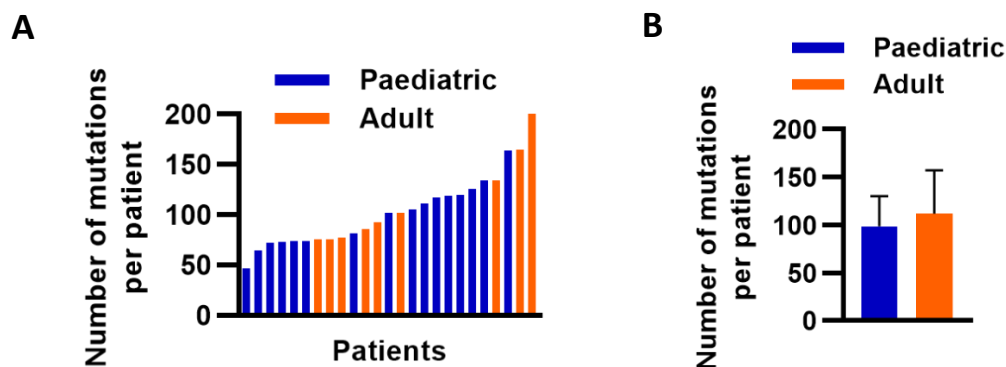 A
Number of mutations
per patient
Paediatric
Adult
200
150
100
50
0
Patients
B
Number of mutations
per patient
Paediatric
Adult
200
150
100
50
0